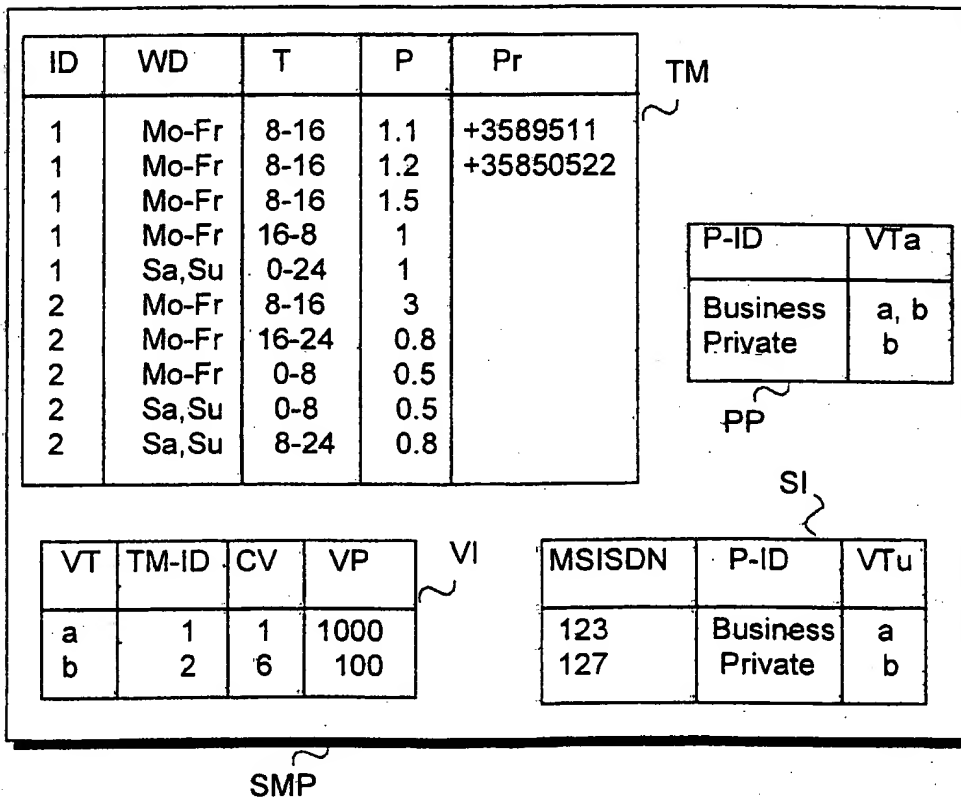 ID WD T P Pr
TM
1 Mo-Fr 8-16 1.1 +3589511
1 Mo-Fr 8-16 1.2 +35850522
1 Mo-Fr 8-16 1.5
1 Mo-Fr 16-8 1
1 Sa,Su 0-24 1
2 Mo-Fr 8-16 3
2 Mo-Fr 16-24 0.8
2 Mo-Fr 0-8 0.5
2 Sa,Su 0-8 0.5
2 Sa,Su 8-24 0.8
P-ID VTa
Business a, b
Private b
PP
VT TM-ID CV VP
VI
a 1 1 1000
b 2 6 100
SI
MSISDN P-ID VTu
123 Business a
127 Private b
SMP